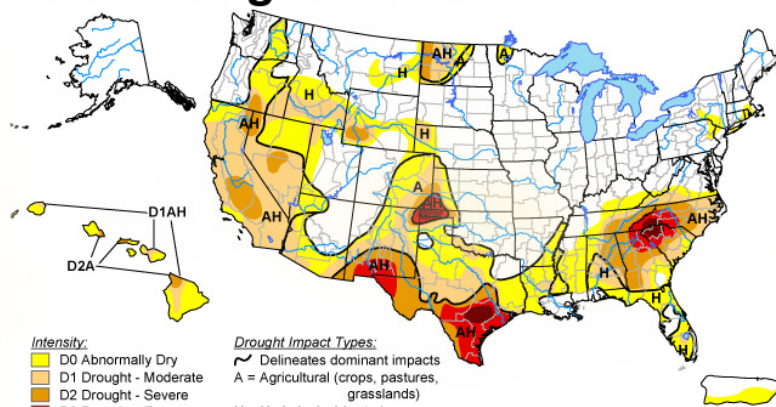 AH
A
A
H
H
AH
H
A
AH
AH
AH
H
AH
AH
H
H
D1AH
D2A
Intensity:
D0 Abnormally Dry
D1 Drought - Moderate
D2 Drought - Severe
Drought Impact Types:
Delineates dominant impacts
A = Agricultural (crops, pastures,
grasslands)